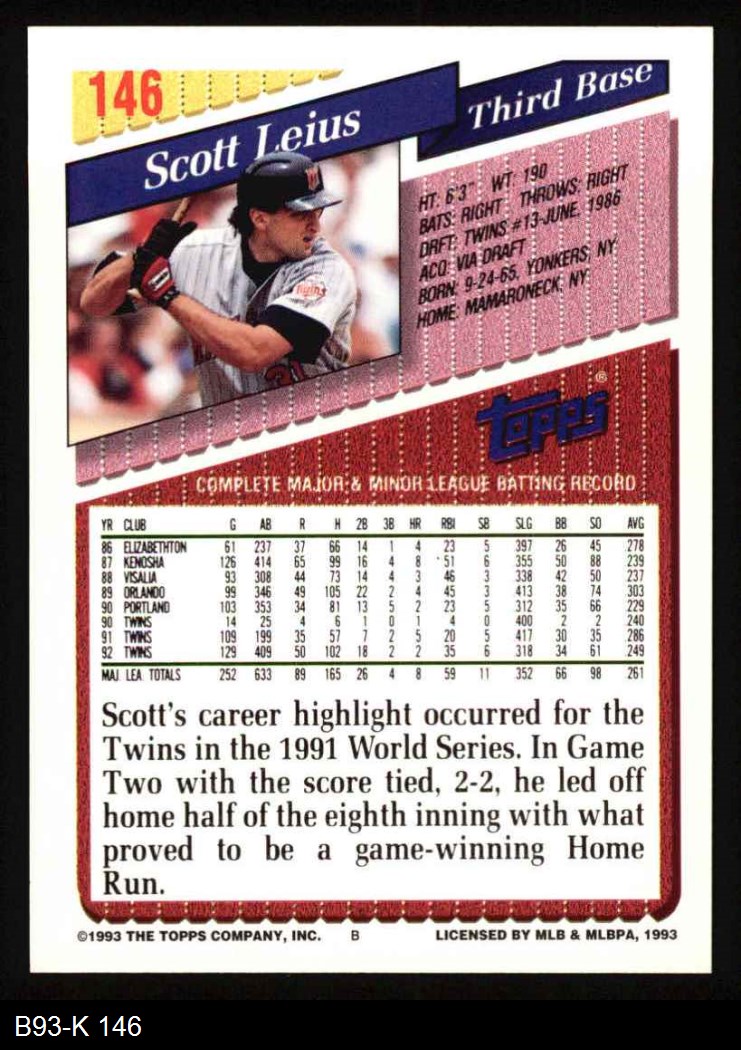 146
Scott Leius
Third Base
HT: 6'3" WT: 190
BATS: RIGHT THROWS: RIGHT
DRFT: TWINS #13-JUNE, 1986
ACQ: VIA DRAFT
BORN: 9-24-65, YONKERS, NY
HOME: MAMARONECK, NY
Twins
31
Topps®
COMPLETE MAJOR & MINOR LEAGUE BATTING RECORD
YR CLUB G AB R H 2B 3B HR RBI SB SLG BB SO AVG
86 ELIZABETHTON 61 237 37 66 14 1 4 23 5 397 26 45 278
87 KENOSHA 126 414 65 99 16 4 8 51 6 355 50 88 239
88 VISALIA 93 308 44 73 14 4 3 46 3 338 42 50 237
89 ORLANDO 99 346 49 105 22 2 4 45 3 413 38 74 303
90 PORTLAND 103 353 34 81 13 5 2 23 5 312 35 66 229
90 TWINS 14 25 4 6 1 0 1 4 0 400 2 2 240
91 TWINS 109 199 35 57 7 2 5 20 5 417 30 35 286
92 TWINS 129 409 50 102 18 2 2 35 6 318 34 61 249
MAJ. LEA. TOTALS 252 633 89 165 26 4 8 59 11 352 66 98 261
Scott's career highlight occurred for the
Twins in the 1991 World Series. In Game
Two with the score tied, 2-2, he led off
home half of the eighth inning with what
proved to be a game-winning Home
Run.
©1993 THE TOPPS COMPANY, INC. B LICENSED BY MLB & MLBPA, 1993
B93-K 146